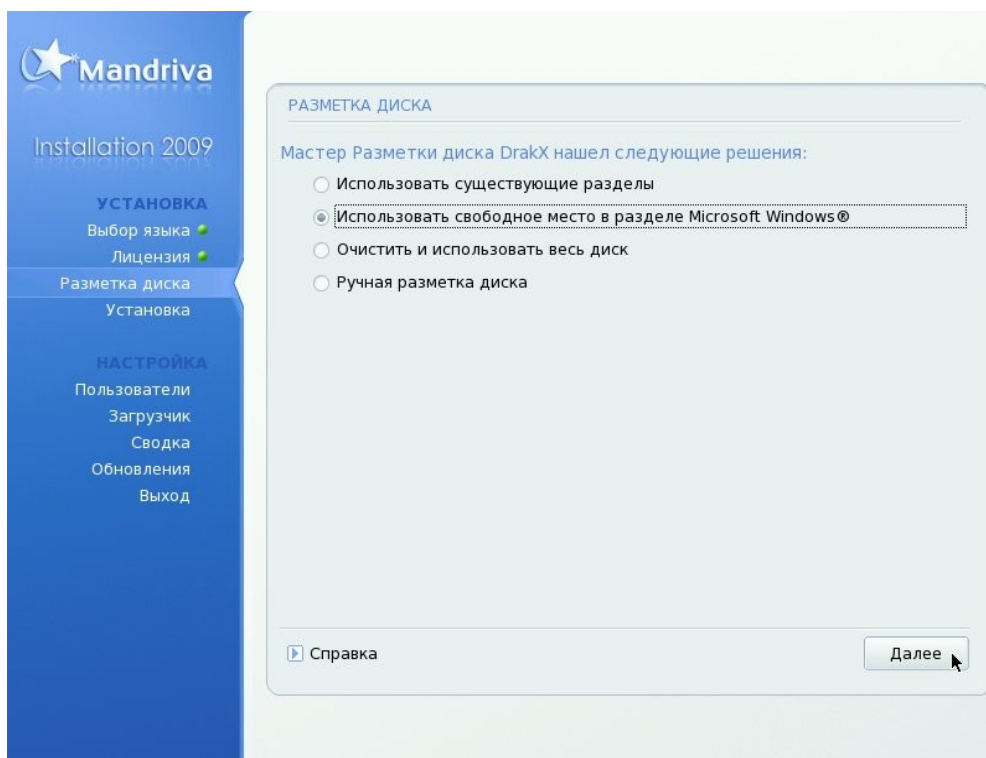 Mandriva
Installation 2009
УСТАНОВКА
Выбор языка
Лицензия
Разметка диска
Установка
НАСТРОЙКА
Пользователи
Загрузчик
Сводка
Обновления
Выход
РАЗМЕТКА ДИСКА
Мастер Разметки диска DrakX нашел следующие решения:
Использовать существующие разделы
Использовать свободное место в разделе Microsoft Windows®
Очистить и использовать весь диск
Ручная разметка диска
Справка
Далее